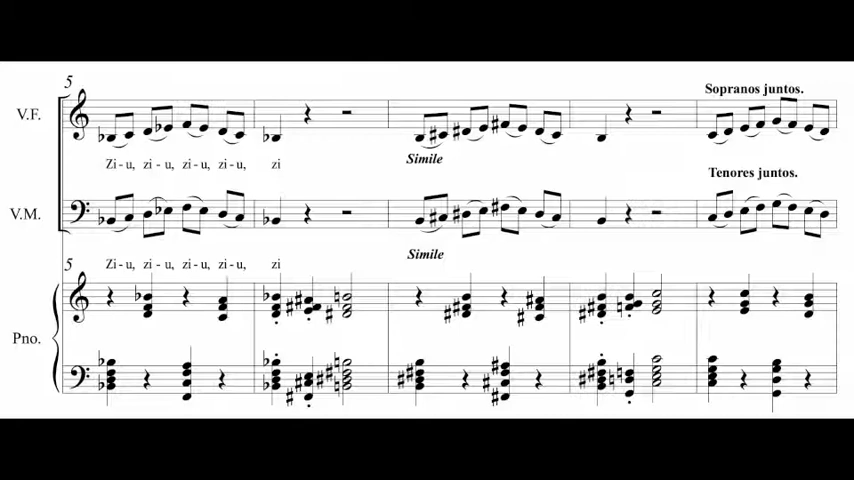 5
Sopranos juntos.
V.F.
Zi - u, zi - u, zi - u, zi - u, zi
Simile
Tenores juntos.
V.M.
Simile
5
Zi - u, zi - u, zi - u, zi - u, zi
Pno.